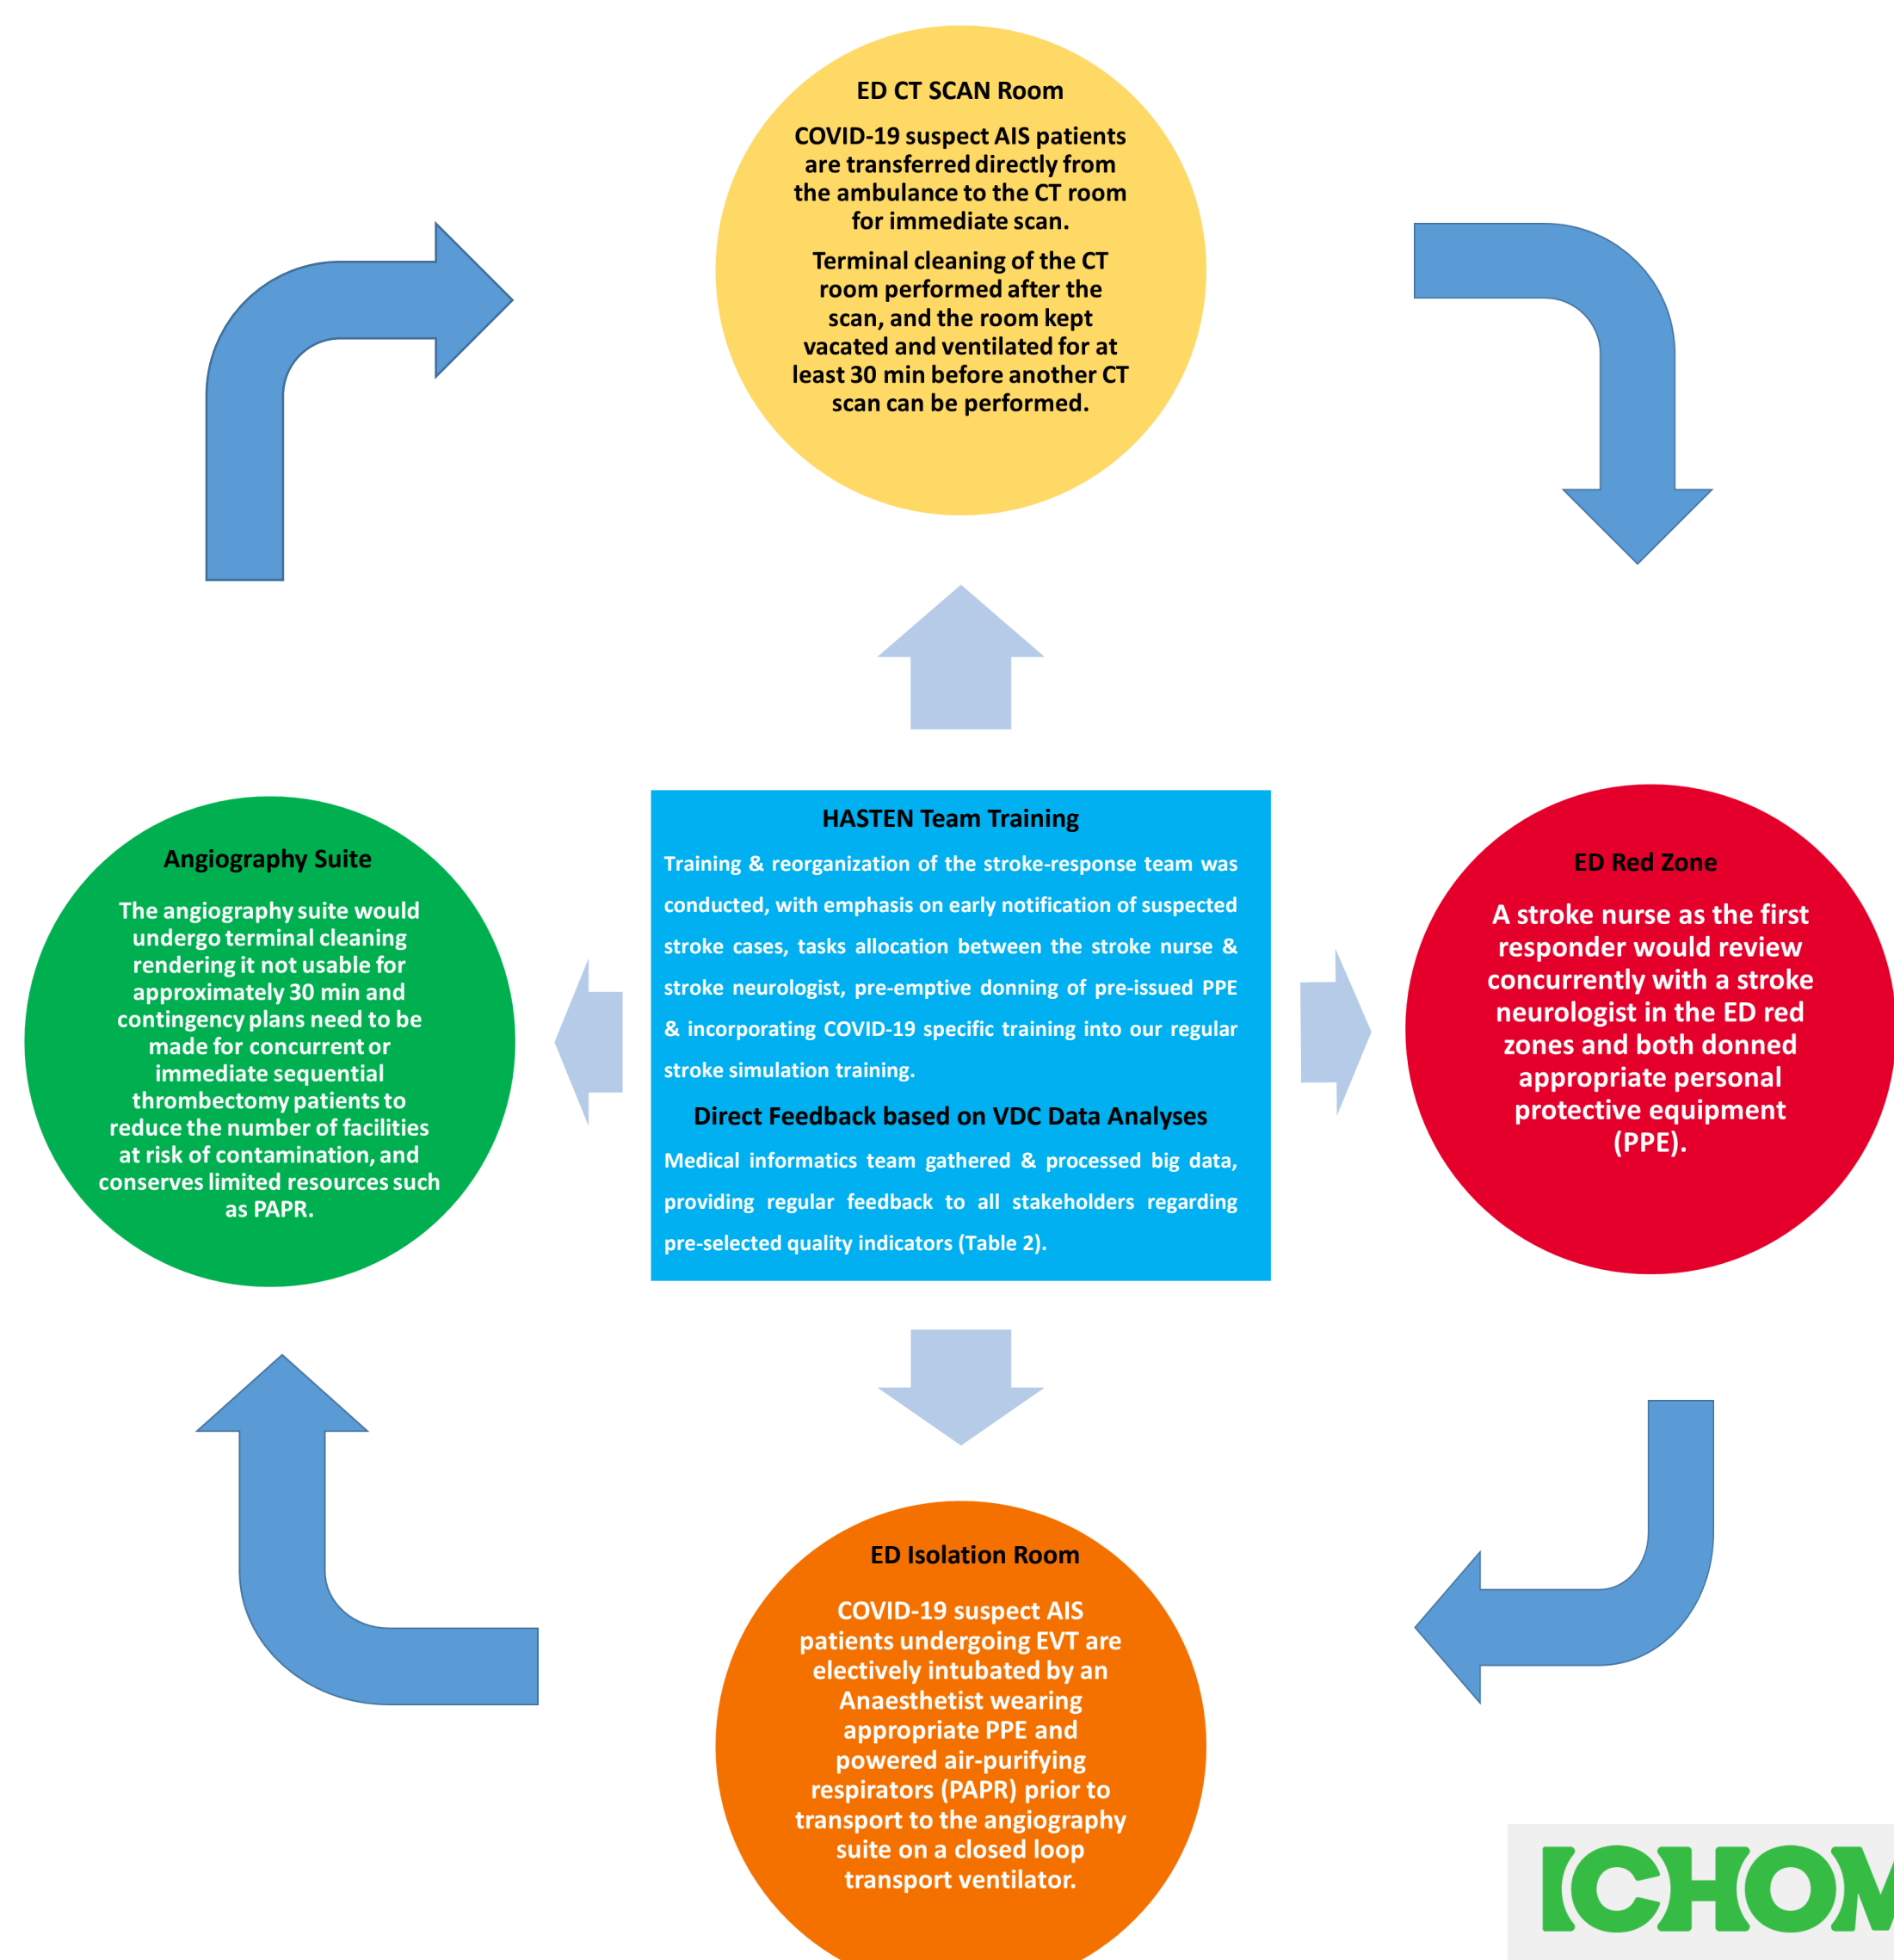 ED CT SCAN Room
COVID-19 suspect AIS patients
are transferred directly from
the ambulance to the CT room
for immediate scan.
Terminal cleaning of the CT
room performed after the
scan, and the room kept
vacated and ventilated for at
least 30 min before another CT
scan can be performed.
Angiography Suite
The angiography suite would
undergo terminal cleaning
rendering it not usable for
approximately 30 min and
contingency plans need to be
made for concurrent or
immediate sequential
thrombectomy patients to
reduce the number of facilities
at risk of contamination, and
conserves limited resources such
as PAPR.
HASTEN Team Training
Training & reorganization of the stroke-response team was
conducted, with emphasis on early notification of suspected
stroke cases, tasks allocation between the stroke nurse &
stroke neurologist, pre-emptive donning of pre-issued PPE
& incorporating COVID-19 specific training into our regular
stroke simulation training.
Direct Feedback based on VDC Data Analyses
Medical informatics team gathered & processed big data,
providing regular feedback to all stakeholders regarding
pre-selected quality indicators (Table 2).
ED Red Zone
A stroke nurse as the first
responder would review
concurrently with a stroke
neurologist in the ED red
zones and both donned
appropriate personal
protective equipment
(PPE).
ED Isolation Room
COVID-19 suspect AIS
patients undergoing EVT are
electively intubated by an
Anaesthetist wearing
appropriate PPE and
powered air-purifying
respirators (PAPR) prior to
transport to the angiography
suite on a closed loop
transport ventilator.
ICHOM